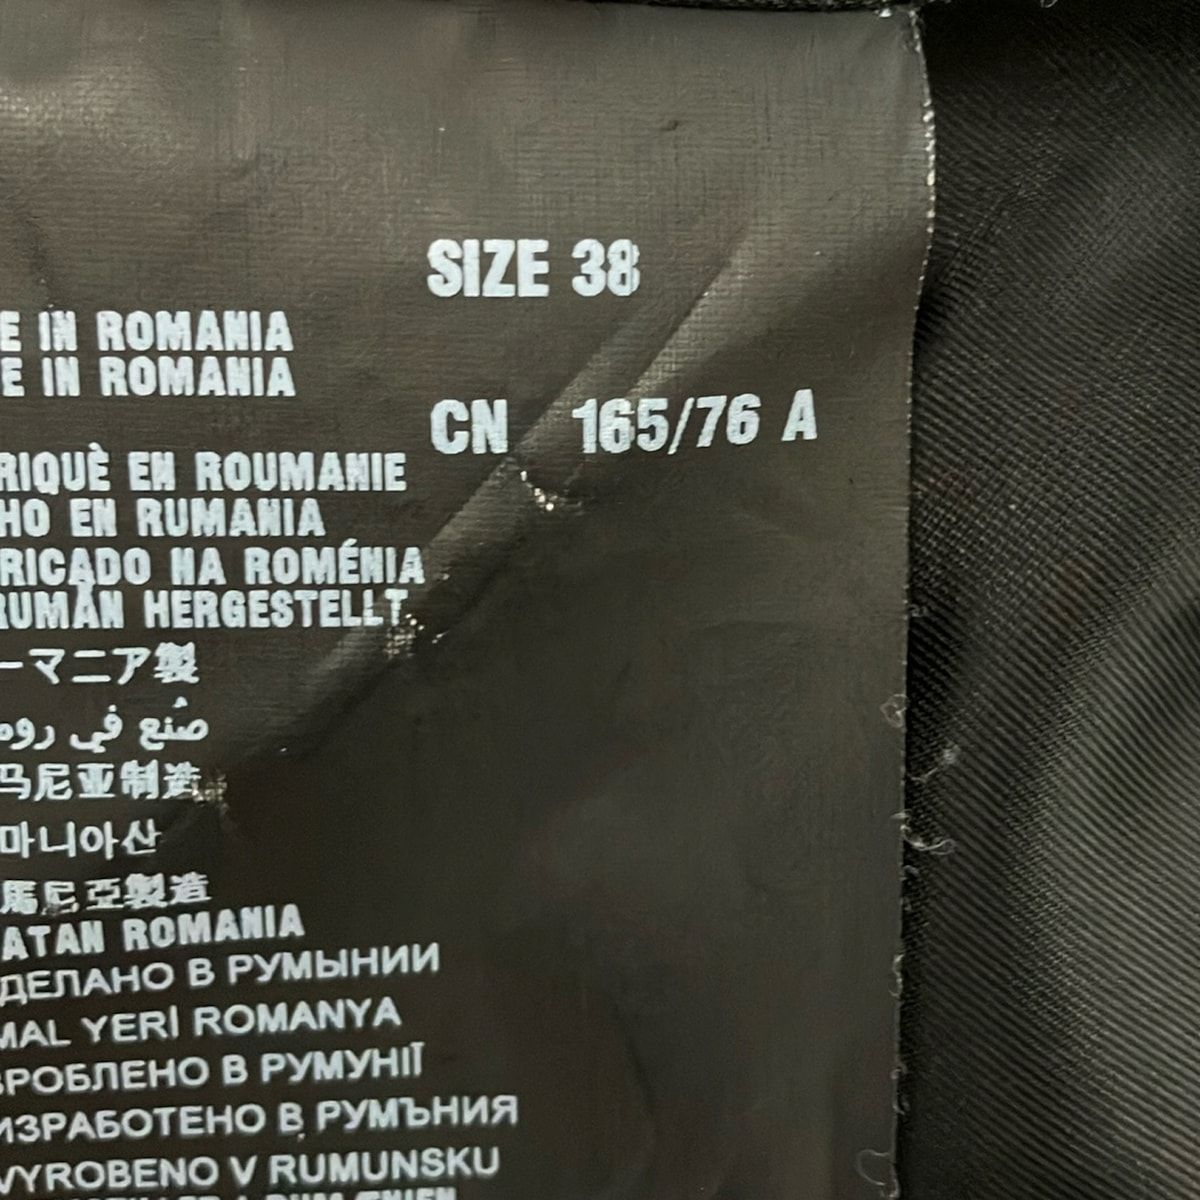 SIZE 38
E IN ROMANIA
E IN ROMANIA
CN 165/76 A
RIQUÈ EN ROUMANIE
HO EN RUMANIA
RICADO NA ROMÉNIA
RUMÄN HERGESTELLT
ーマニア製
صُنع في روم
马尼亚制造
마니아산
馬尼亞製造
ATAN ROMANIA
ДЕЛАНО В РУМЫНИИ
MAL YERİ ROMANYA
РОБЛЕНО В РУМУНІЇ
ИЗРАБОТЕНО В РУМЪНИЯ
VYROBENO V RUMUNSKU